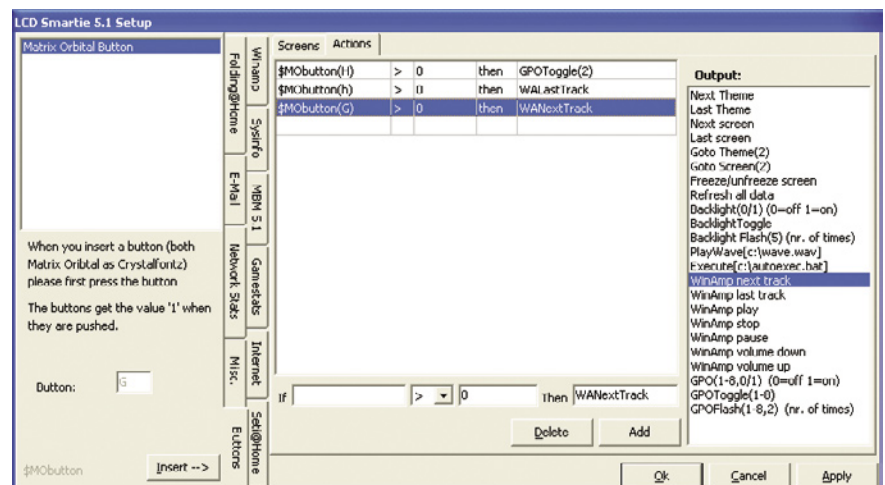 LCD Smartie 5.1 Setup
Matrix Orbital Button
When you insert a button (both
Matrix Oribtal as Crystalfontz)
please first press the button
The buttons get the value '1' when
they are pushed.
Button: G
$MObutton
Insert -->
Folding@Home
E-Mail
Network Stats
Misc.
Buttons
Winamp
Sysinfo
MBM 5 1
Gamestats
Internet
Seti@Home
Screens Actions
$MObutton(H) > 0 then GPOToggle(2)
$MObutton(h) > 0 then WALastTrack
$MObutton(G) > 0 then WANextTrack
If > 0 Then WANextTrack
Delete Add
Output:
Next Theme
Last Theme
Next screen
Last screen
Goto Theme(2)
Goto Screen(2)
Freeze/unfreeze screen
Refresh all data
Backlight(0/1) (0=off 1=on)
BacklightToggle
Backlight Flash(5) (nr. of times)
PlayWave[c:\wave.wav]
Execute[c:\autoexec.bat]
WinAmp next track
WinAmp last track
WinAmp play
WinAmp stop
WinAmp pause
WinAmp volume down
WinAmp volume up
GPO(1-8,0/1) (0=off 1=on)
GPOToggle(1-0)
GPOFlash(1-8,2) (nr. of times)
Ok Cancel Apply